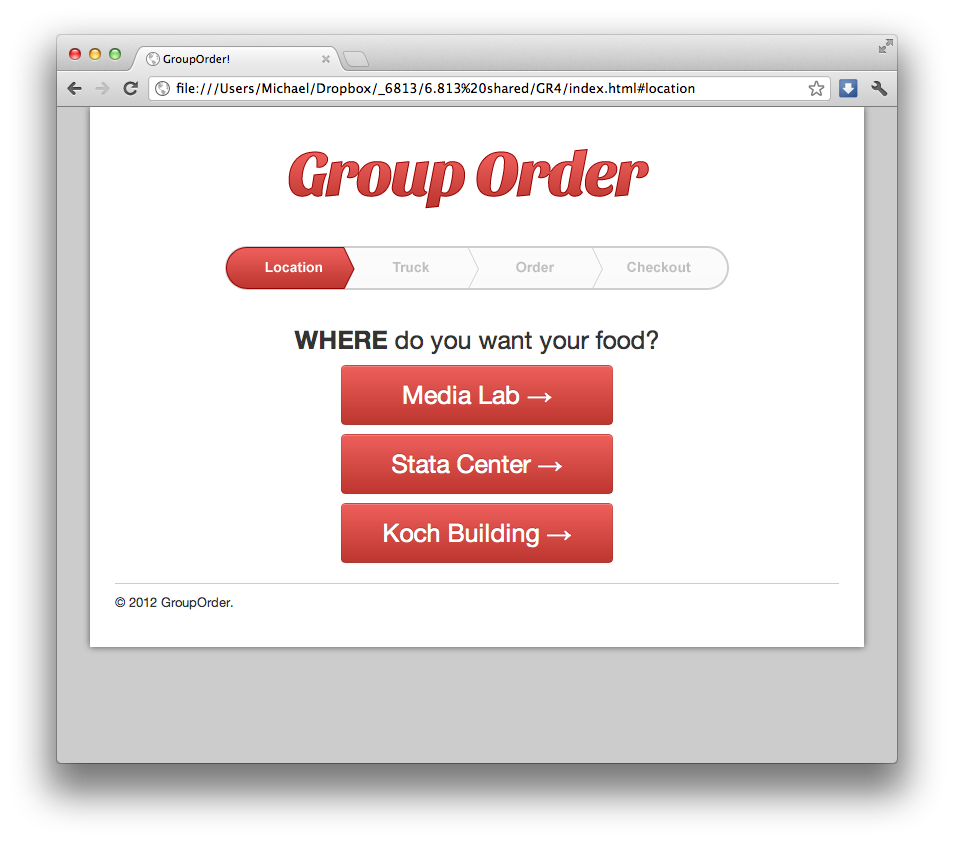 GroupOrder!
file:///Users/Michael/Dropbox/_6813/6.813%20shared/GR4/index.html#location
Group Order
Location Truck Order Checkout
WHERE do you want your food?
Media Lab →
Stata Center →
Koch Building →
© 2012 GroupOrder.